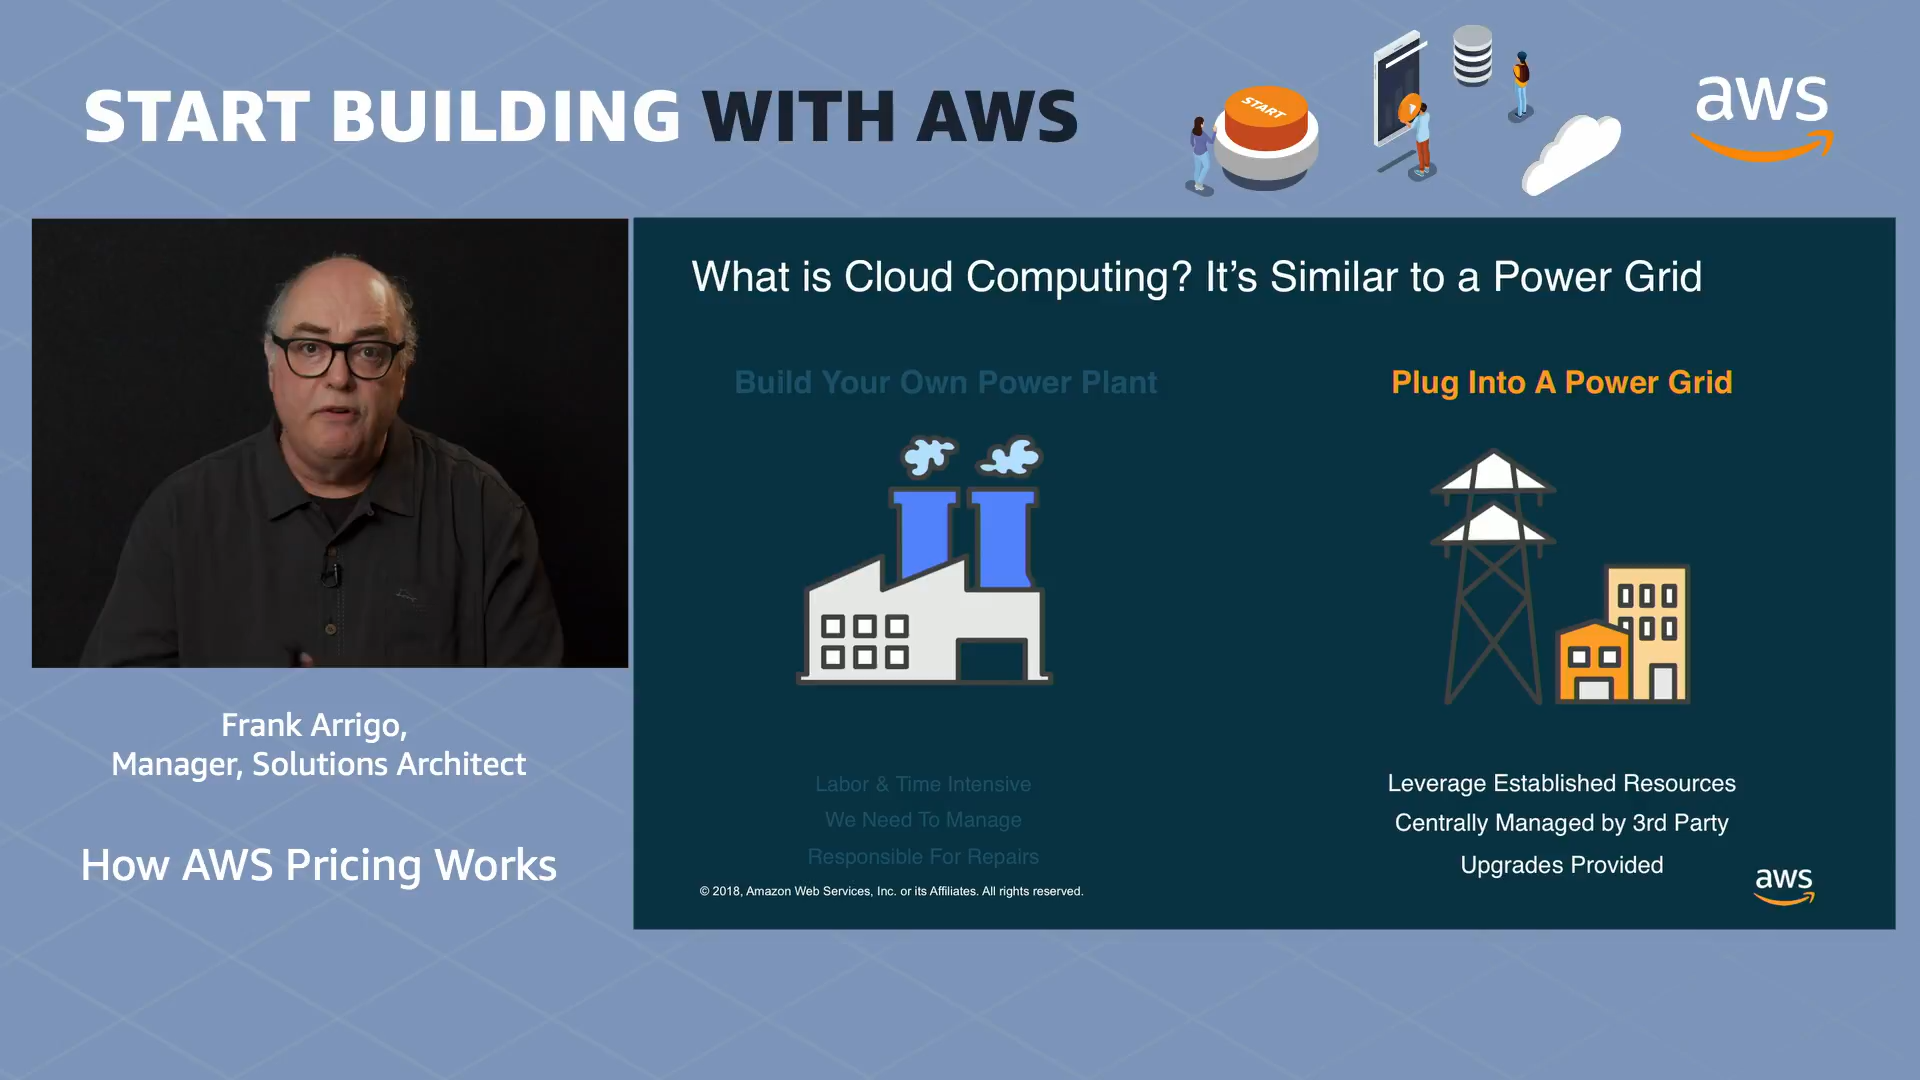 START BUILDING WITH AWS
START
aws
What is Cloud Computing? It’s Similar to a Power Grid
Build Your Own Power Plant
Plug Into A Power Grid
Labor & Time Intensive
We Need To Manage
Responsible For Repairs
Leverage Established Resources
Centrally Managed by 3rd Party
Upgrades Provided
© 2018, Amazon Web Services, Inc. or its Affiliates. All rights reserved.
aws
Frank Arrigo,
Manager, Solutions Architect
How AWS Pricing Works